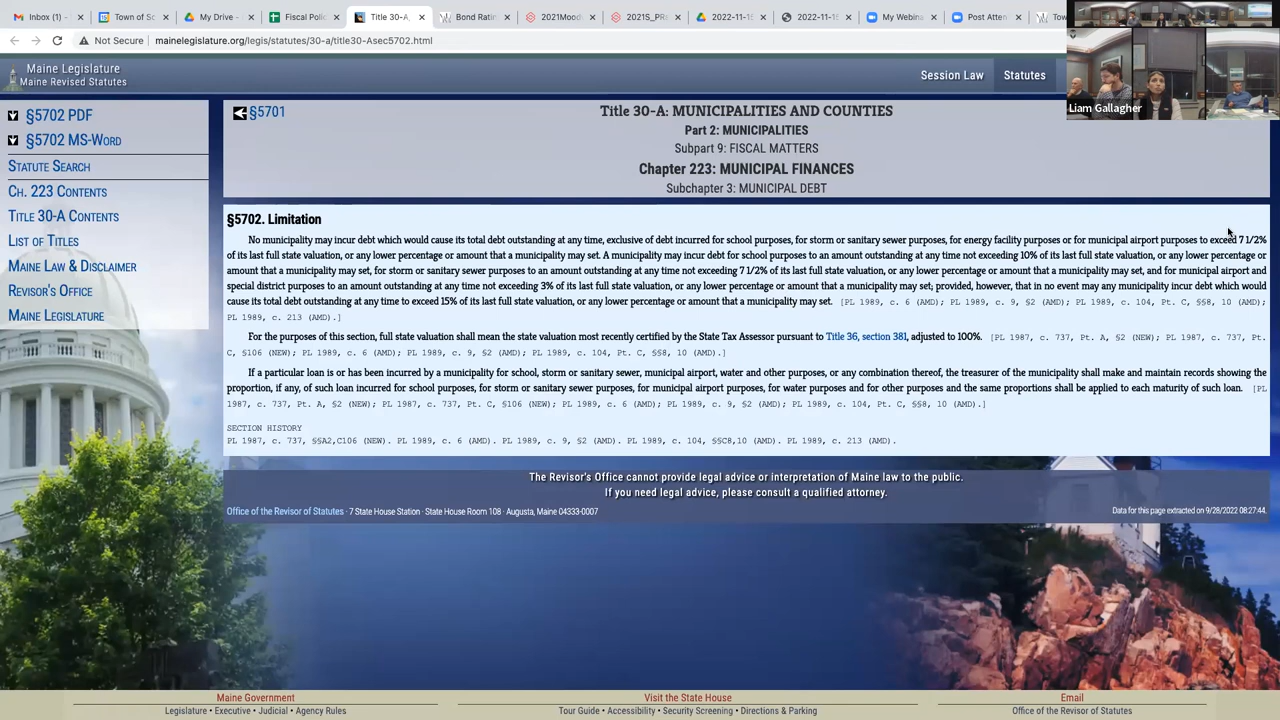 Inbox (1) -
Town of Sc
My Drive -
Fiscal Polic
Title 30-A,
Bond Ratin
2021Moody
2021S_PRe
2022-11-15
2022-11-15
My Webina
Post Atten
Tow
Not Secure
mainelegislature.org/legis/statutes/30-a/title30-Asec5702.html
Liam Gallagher
Maine Legislature
Maine Revised Statutes
Session Law
Statutes
§5702 PDF
§5702 MS-Word
Statute Search
Ch. 223 Contents
Title 30-A Contents
List of Titles
Maine Law & Disclaimer
Revisor's Office
Maine Legislature
§5701
Title 30-A: MUNICIPALITIES AND COUNTIES
Part 2: MUNICIPALITIES
Subpart 9: FISCAL MATTERS
Chapter 223: MUNICIPAL FINANCES
Subchapter 3: MUNICIPAL DEBT
§5702. Limitation
No municipality may incur debt which would cause its total debt outstanding at any time, exclusive of debt incurred for school purposes, for storm or sanitary sewer purposes, for energy facility purposes or for municipal airport purposes to exceed 7 1/2%
of its last full state valuation, or any lower percentage or amount that a municipality may set. A municipality may incur debt for school purposes to an amount outstanding at any time not exceeding 10% of its last full state valuation, or any lower percentage or
amount that a municipality may set, for storm or sanitary sewer purposes to an amount outstanding at any time not exceeding 7 1/2% of its last full state valuation, or any lower percentage or amount that a municipality may set, and for municipal airport and
special district purposes to an amount outstanding at any time not exceeding 3% of its last full state valuation, or any lower percentage or amount that a municipality may set; provided, however, that in no event may any municipality incur debt which would
cause its total debt outstanding at any time to exceed 15% of its last full state valuation, or any lower percentage or amount that a municipality may set. [PL 1989, c. 6 (AMD); PL 1989, c. 9, §2 (AMD); PL 1989, c. 104, Pt. C, §§8, 10 (AMD);
PL 1989, c. 213 (AMD).]
For the purposes of this section, full state valuation shall mean the state valuation most recently certified by the State Tax Assessor pursuant to Title 36, section 381, adjusted to 100%. [PL 1987, c. 737, Pt. A, §2 (NEW); PL 1987, c. 737, Pt.
C, §106 (NEW); PL 1989, c. 6 (AMD); PL 1989, c. 9, §2 (AMD); PL 1989, c. 104, Pt. C, §§8, 10 (AMD).]
If a particular loan is or has been incurred by a municipality for school, storm or sanitary sewer, municipal airport, water and other purposes, or any combination thereof, the treasurer of the municipality shall make and maintain records showing the
proportion, if any, of such loan incurred for school purposes, for storm or sanitary sewer purposes, for municipal airport purposes, for water purposes and for other purposes and the same proportions shall be applied to each maturity of such loan. [PL
1987, c. 737, Pt. A, §2 (NEW); PL 1987, c. 737, Pt. C, §106 (NEW); PL 1989, c. 6 (AMD); PL 1989, c. 9, §2 (AMD); PL 1989, c. 104, Pt. C, §§8, 10 (AMD).]
SECTION HISTORY
PL 1987, c. 737, §§A2,C106 (NEW). PL 1989, c. 6 (AMD). PL 1989, c. 9, §2 (AMD). PL 1989, c. 104, §§C8,10 (AMD). PL 1989, c. 213 (AMD).
The Revisor's Office cannot provide legal advice or interpretation of Maine law to the public.
If you need legal advice, please consult a qualified attorney.
Office of the Revisor of Statutes · 7 State House Station · State House Room 108 · Augusta, Maine 04333-0007
Data for this page extracted on 9/28/2022 08:27:44.
Maine Government
Legislature • Executive • Judicial • Agency Rules
Visit the State House
Tour Guide • Accessibility • Security Screening • Directions & Parking
Email
Office of the Revisor of Statutes